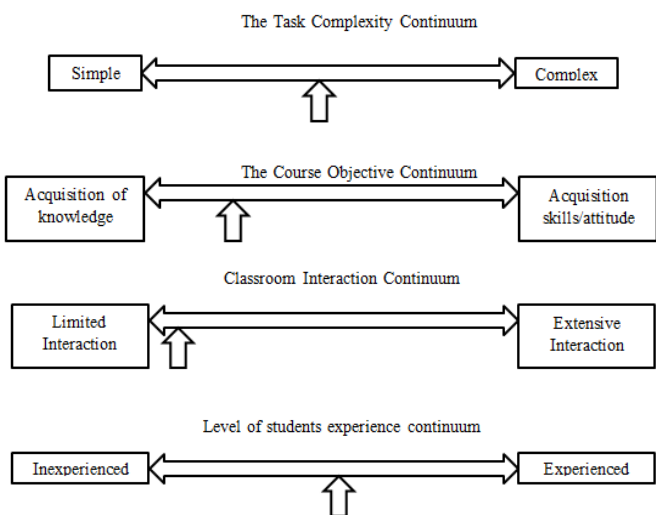 The Task Complexity Continuum
Simple
Complex
The Course Objective Continuum
Acquisition of
knowledge
Acquisition
skills/attitude
Classroom Interaction Continuum
Limited
Interaction
Extensive
Interaction
Level of students experience continuum
Inexperienced
Experienced